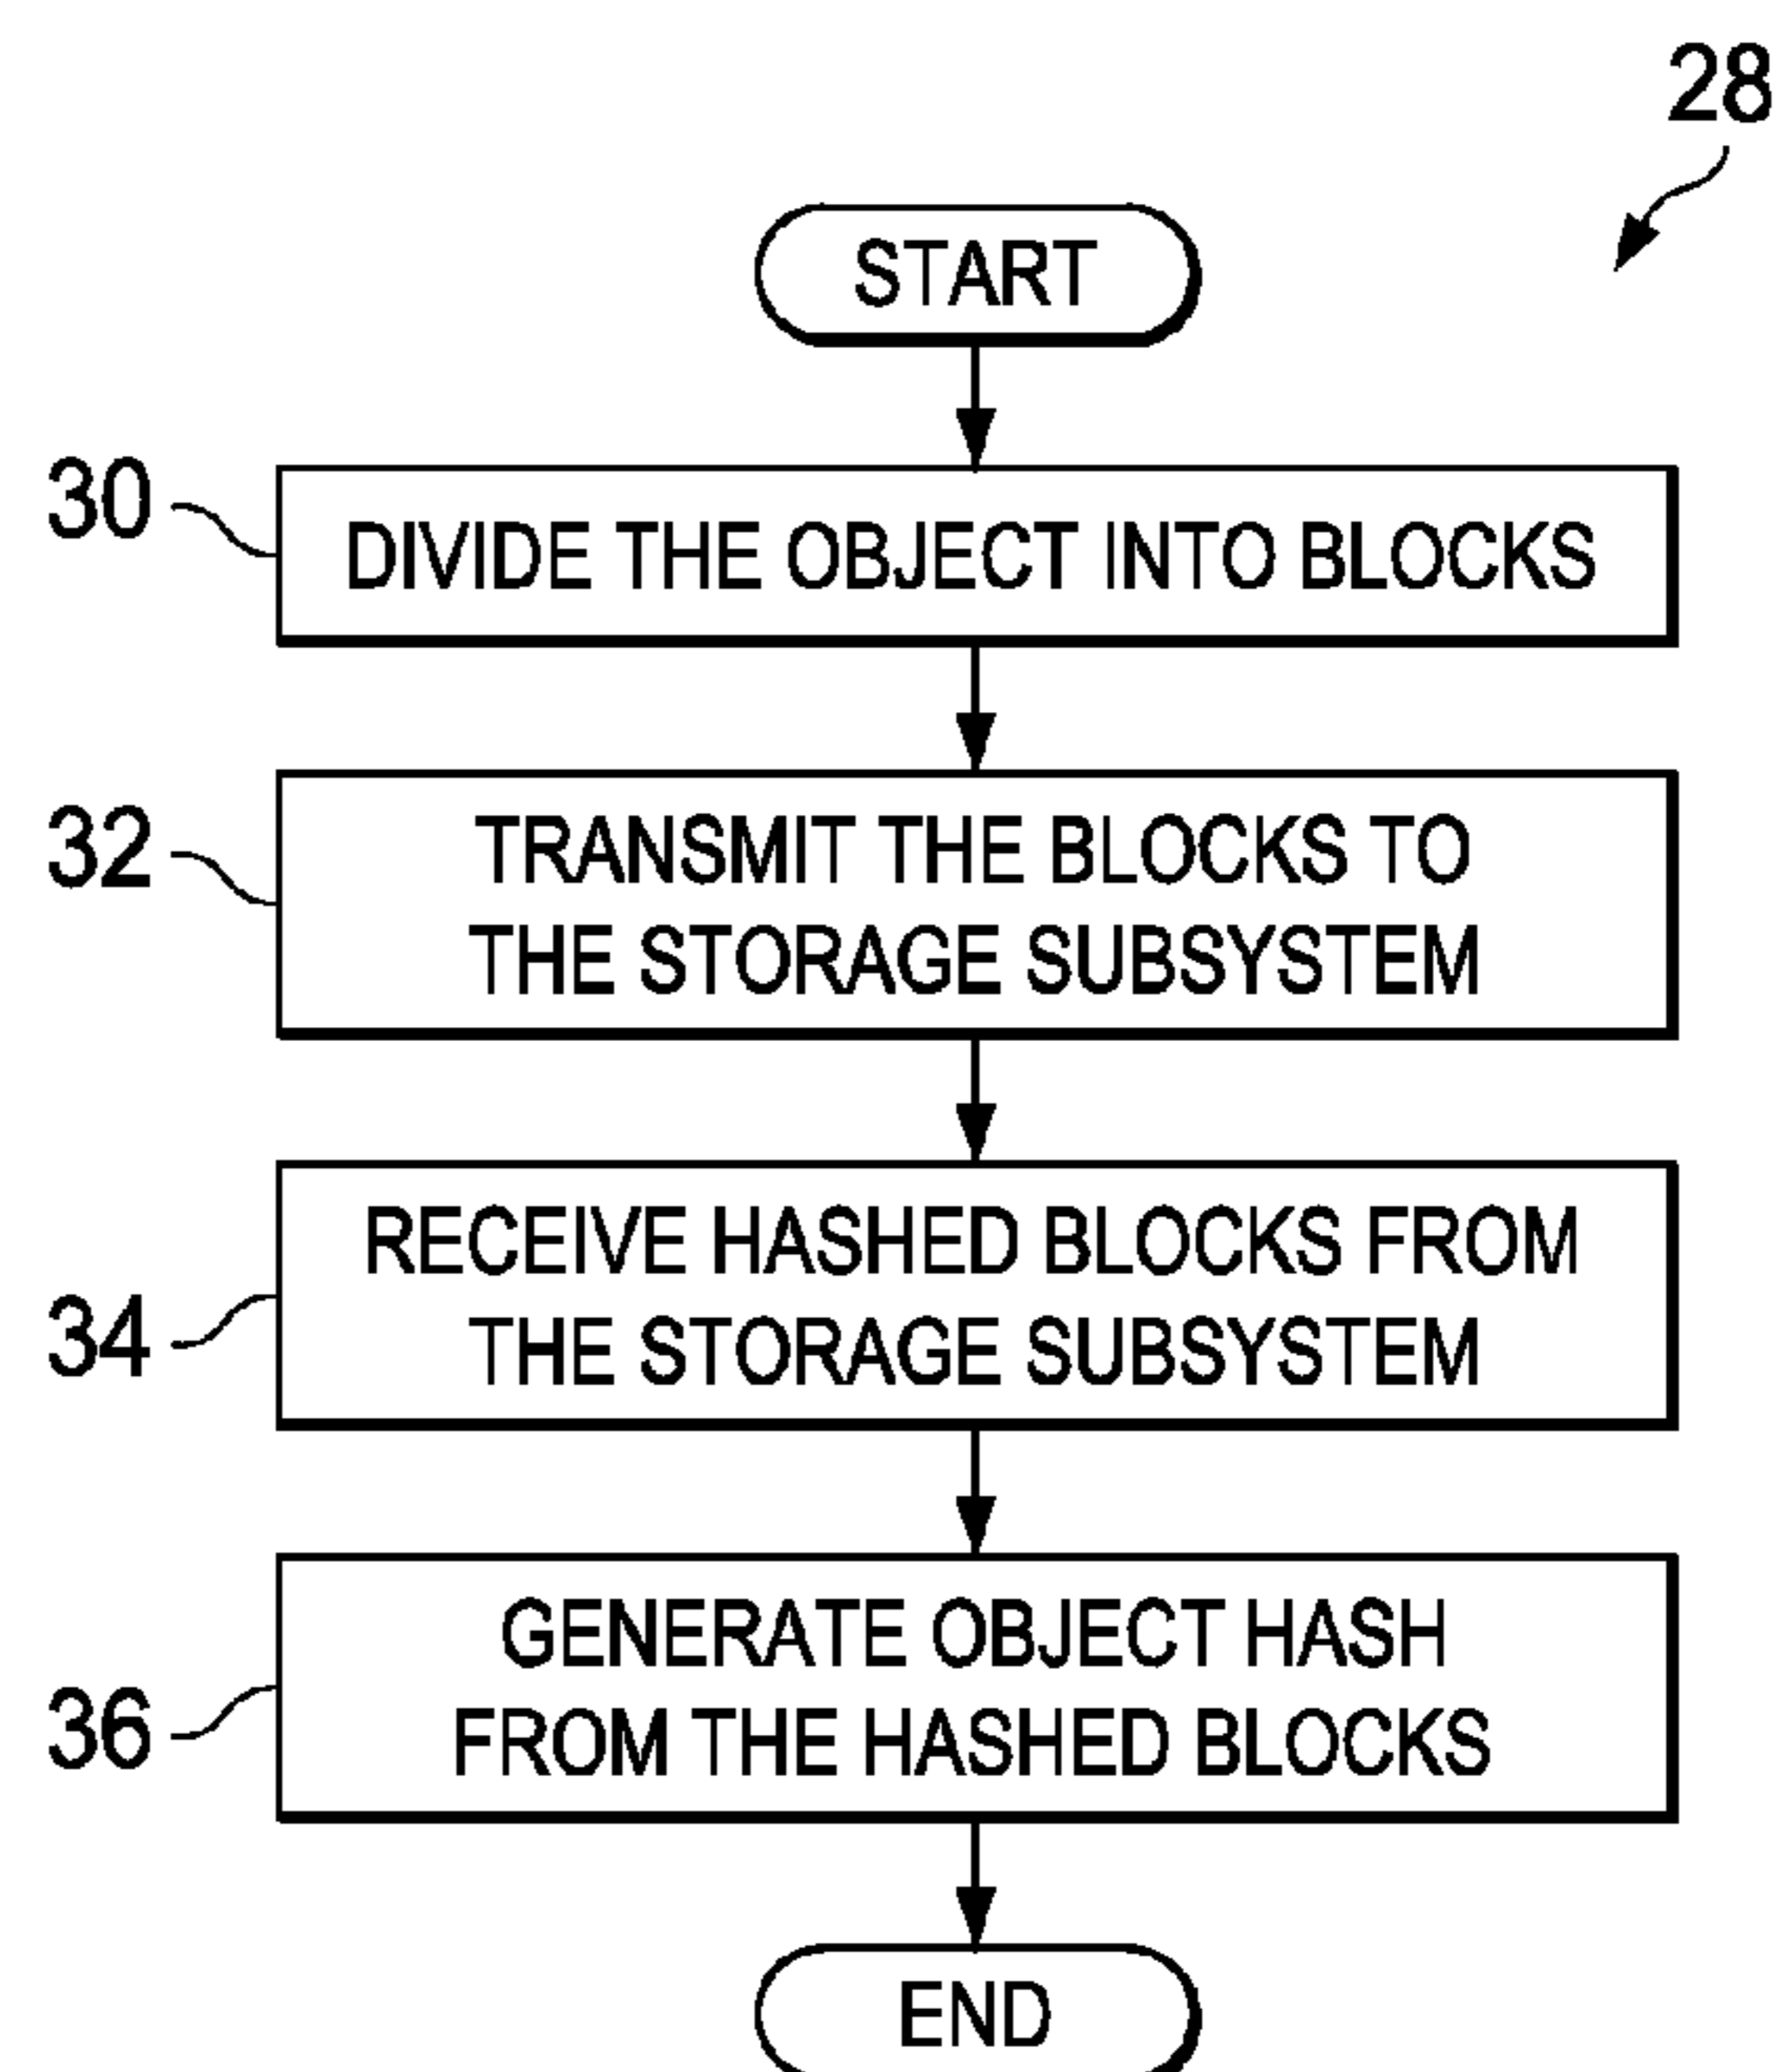 28
START
30
DIVIDE THE OBJECT INTO BLOCKS
32
TRANSMIT THE BLOCKS TO
THE STORAGE SUBSYSTEM
34
RECEIVE HASHED BLOCKS FROM
THE STORAGE SUBSYSTEM
36
GENERATE OBJECT HASH
FROM THE HASHED BLOCKS
END